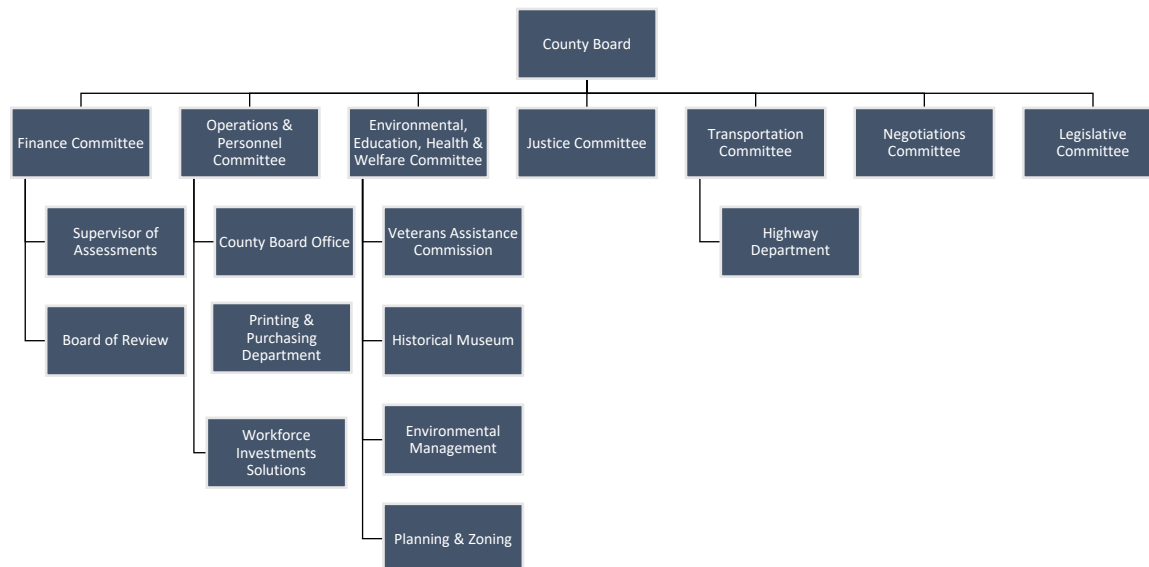 County Board
Finance Committee
Operations &
Personnel
Committee
Environmental,
Education, Health &
Welfare Committee
Justice Committee
Transportation
Committee
Negotiations
Committee
Legislative
Committee
Supervisor of
Assessments
County Board Office
Veterans Assistance
Commission
Highway
Department
Board of Review
Printing &
Purchasing
Department
Historical Museum
Workforce
Investments
Solutions
Environmental
Management
Planning & Zoning